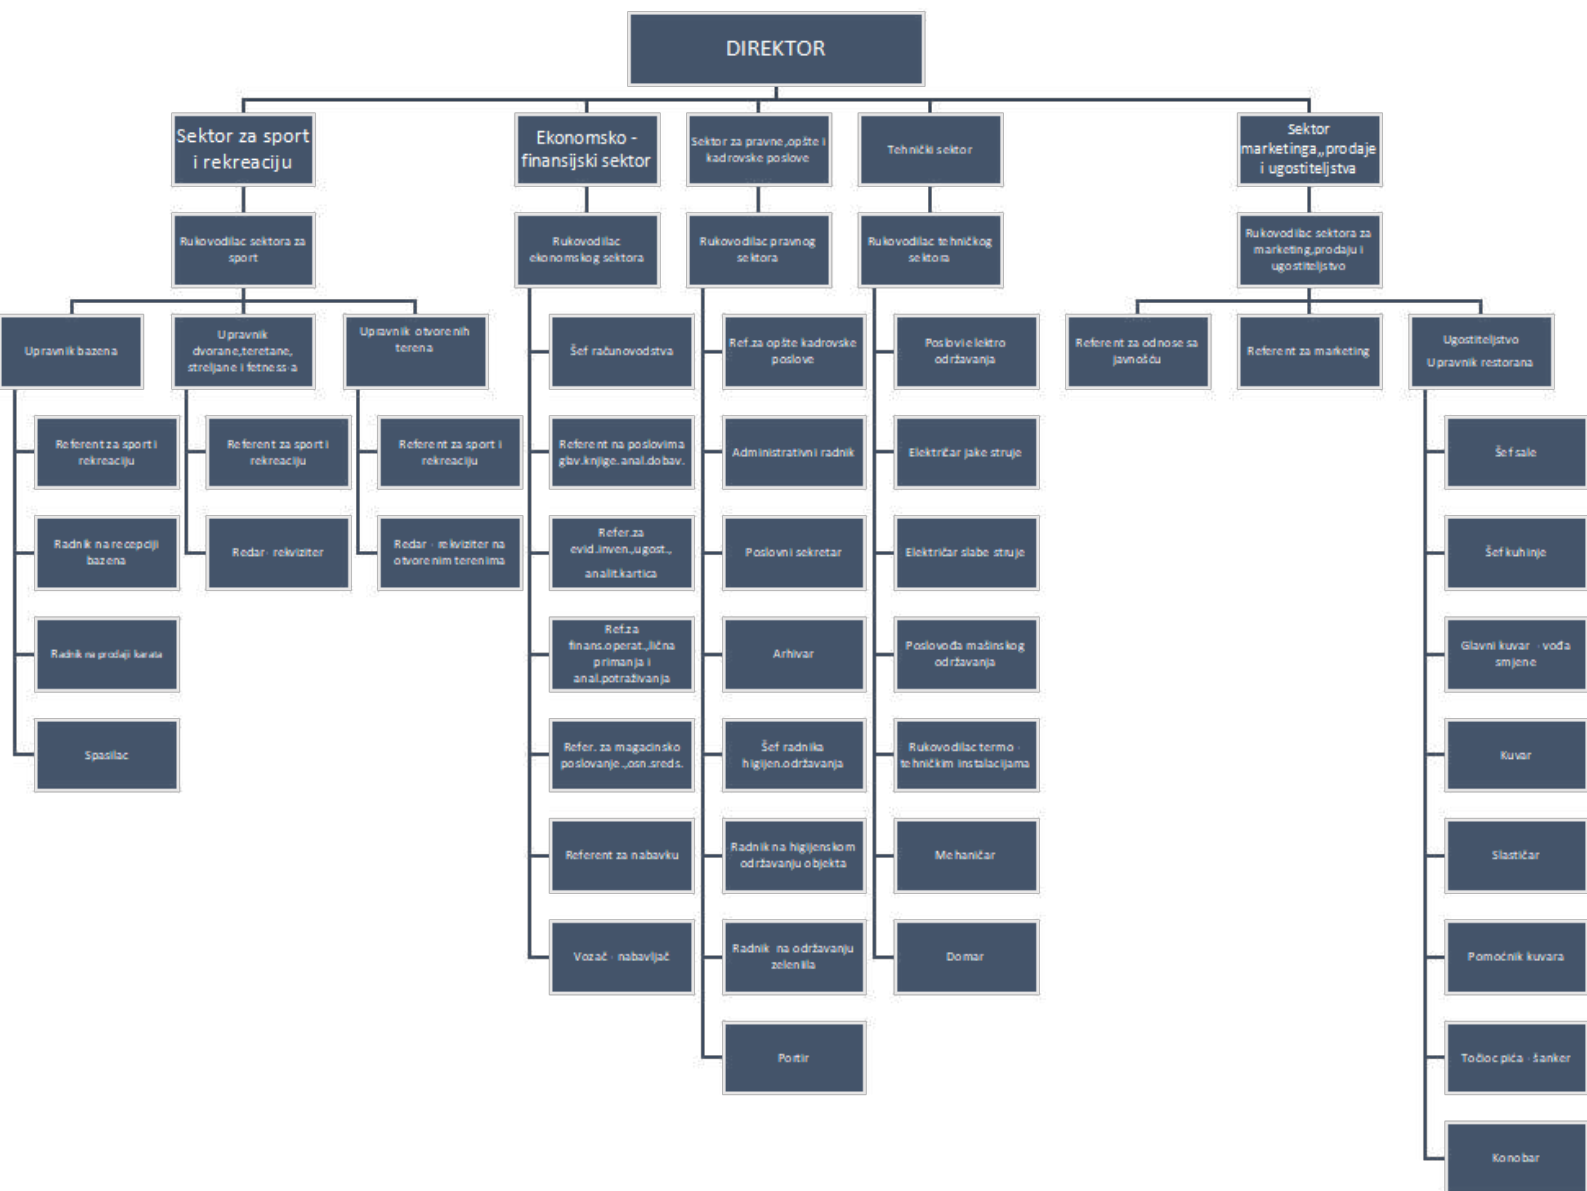 DIREKTOR
Sektor za sport
i rekreaciju
Ekonomsko -
finansijski sektor
Sektor za pravne,opšte i
kadrovske poslove
Tehnički sektor
Sektor
marketinga,,prodaje
i ugostiteljstva
Rukovodilac sektora za
sport
Rukovodilac
ekonomskog sektora
Rukovodilac pravnog
sektora
Rukovodilac tehničkog
sektora
Rukovodilac sektora za
marketing,prodaju i
ugostiteljstvo
Upravnik bazena
Upravnik
dvorane,teretane,
streljane i fetness-a
Upravnik otvorenih
terena
Šef računovodstva
Ref.za opšte kadrovske
poslove
Poslovi elektro
održavanja
Referent za odnose sa
javnošću
Referent za marketing
Ugostiteljstvo
Upravnik restorana
Referent za sport i
rekreaciju
Referent za sport i
rekreaciju
Referent za sport i
rekreaciju
Referent na poslovima
glav.knjige.anal.dobav.
Administrativni radnik
Električar jake struje
Šef sale
Radnik na recepciji
bazena
Redar- rekviziter
Redar - rekviziter na
otvorenim terenima
Refer.za
evid.inven.,ugost.,
analit.kartica
Poslovni sekretar
Električar slabe struje
Šef kuhinje
Radnik na prodaji karata
Ref.za
finans.operat.,lična
primanja i
anal.potraživanja
Arhivar
Poslovođa mašinskog
održavanja
Glavni kuvar - vođa
smjene
Spasilac
Refer. za magacinsko
poslovanje.,osn.sreds.
Šef radnika
higijen.održavanja
Rukovodilac termo -
tehničkim instalacijama
Kuvar
Referent za nabavku
Radnik na higijenskom
održavanju objekta
Mehaničar
Slastičar
Vozač - nabavljač
Radnik na održavanju
zelenila
Domar
Pomoćnik kuvara
Portir
Točioc pića - šanker
Konobar